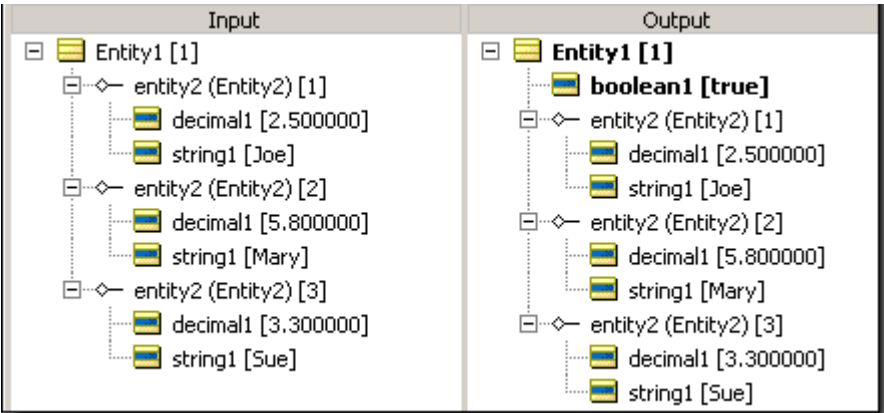 Input
Entity1 [1]
entity2 (Entity2) [1]
decimal1 [2.500000]
string1 [Joe]
entity2 (Entity2) [2]
decimal1 [5.800000]
string1 [Mary]
entity2 (Entity2) [3]
decimal1 [3.300000]
string1 [Sue]
Output
Entity1 [1]
boolean1 [true]
entity2 (Entity2) [1]
decimal1 [2.500000]
string1 [Joe]
entity2 (Entity2) [2]
decimal1 [5.800000]
string1 [Mary]
entity2 (Entity2) [3]
decimal1 [3.300000]
string1 [Sue]